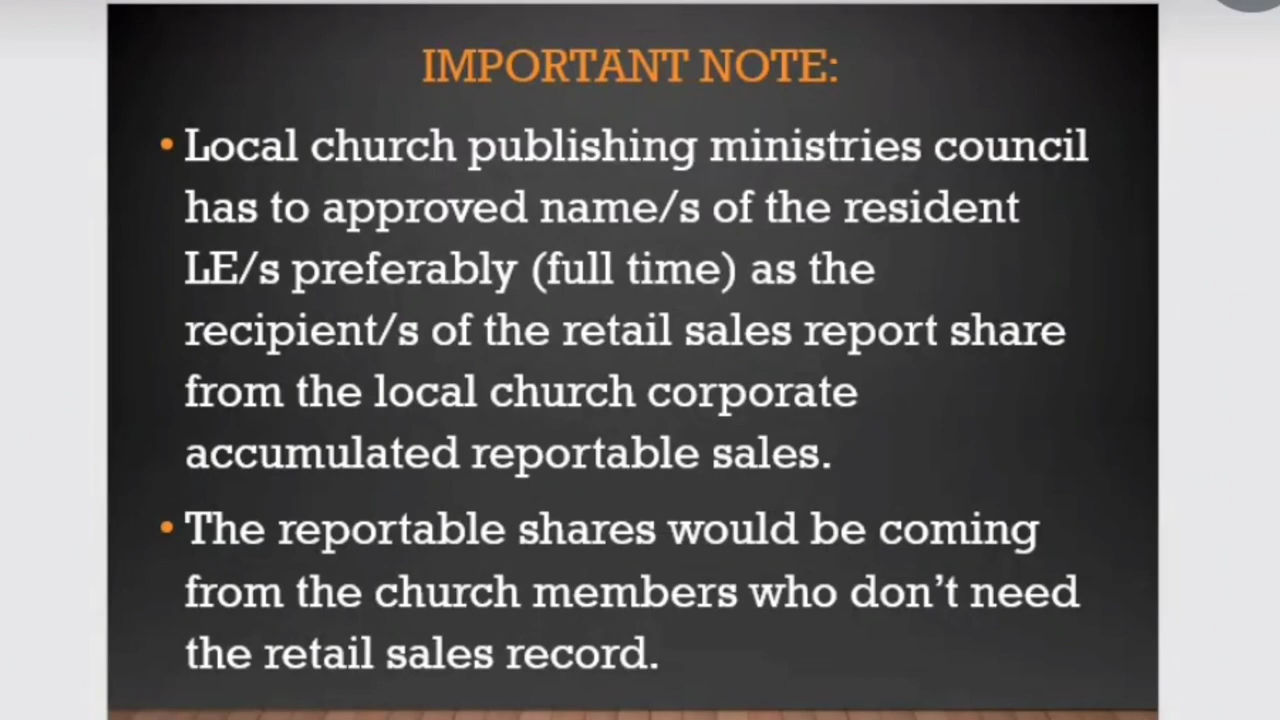 IMPORTANT NOTE:
• Local church publishing ministries council
has to approved name/s of the resident
LE/s preferably (full time) as the
recipient/s of the retail sales report share
from the local church corporate
accumulated reportable sales.
• The reportable shares would be coming
from the church members who don’t need
the retail sales record.